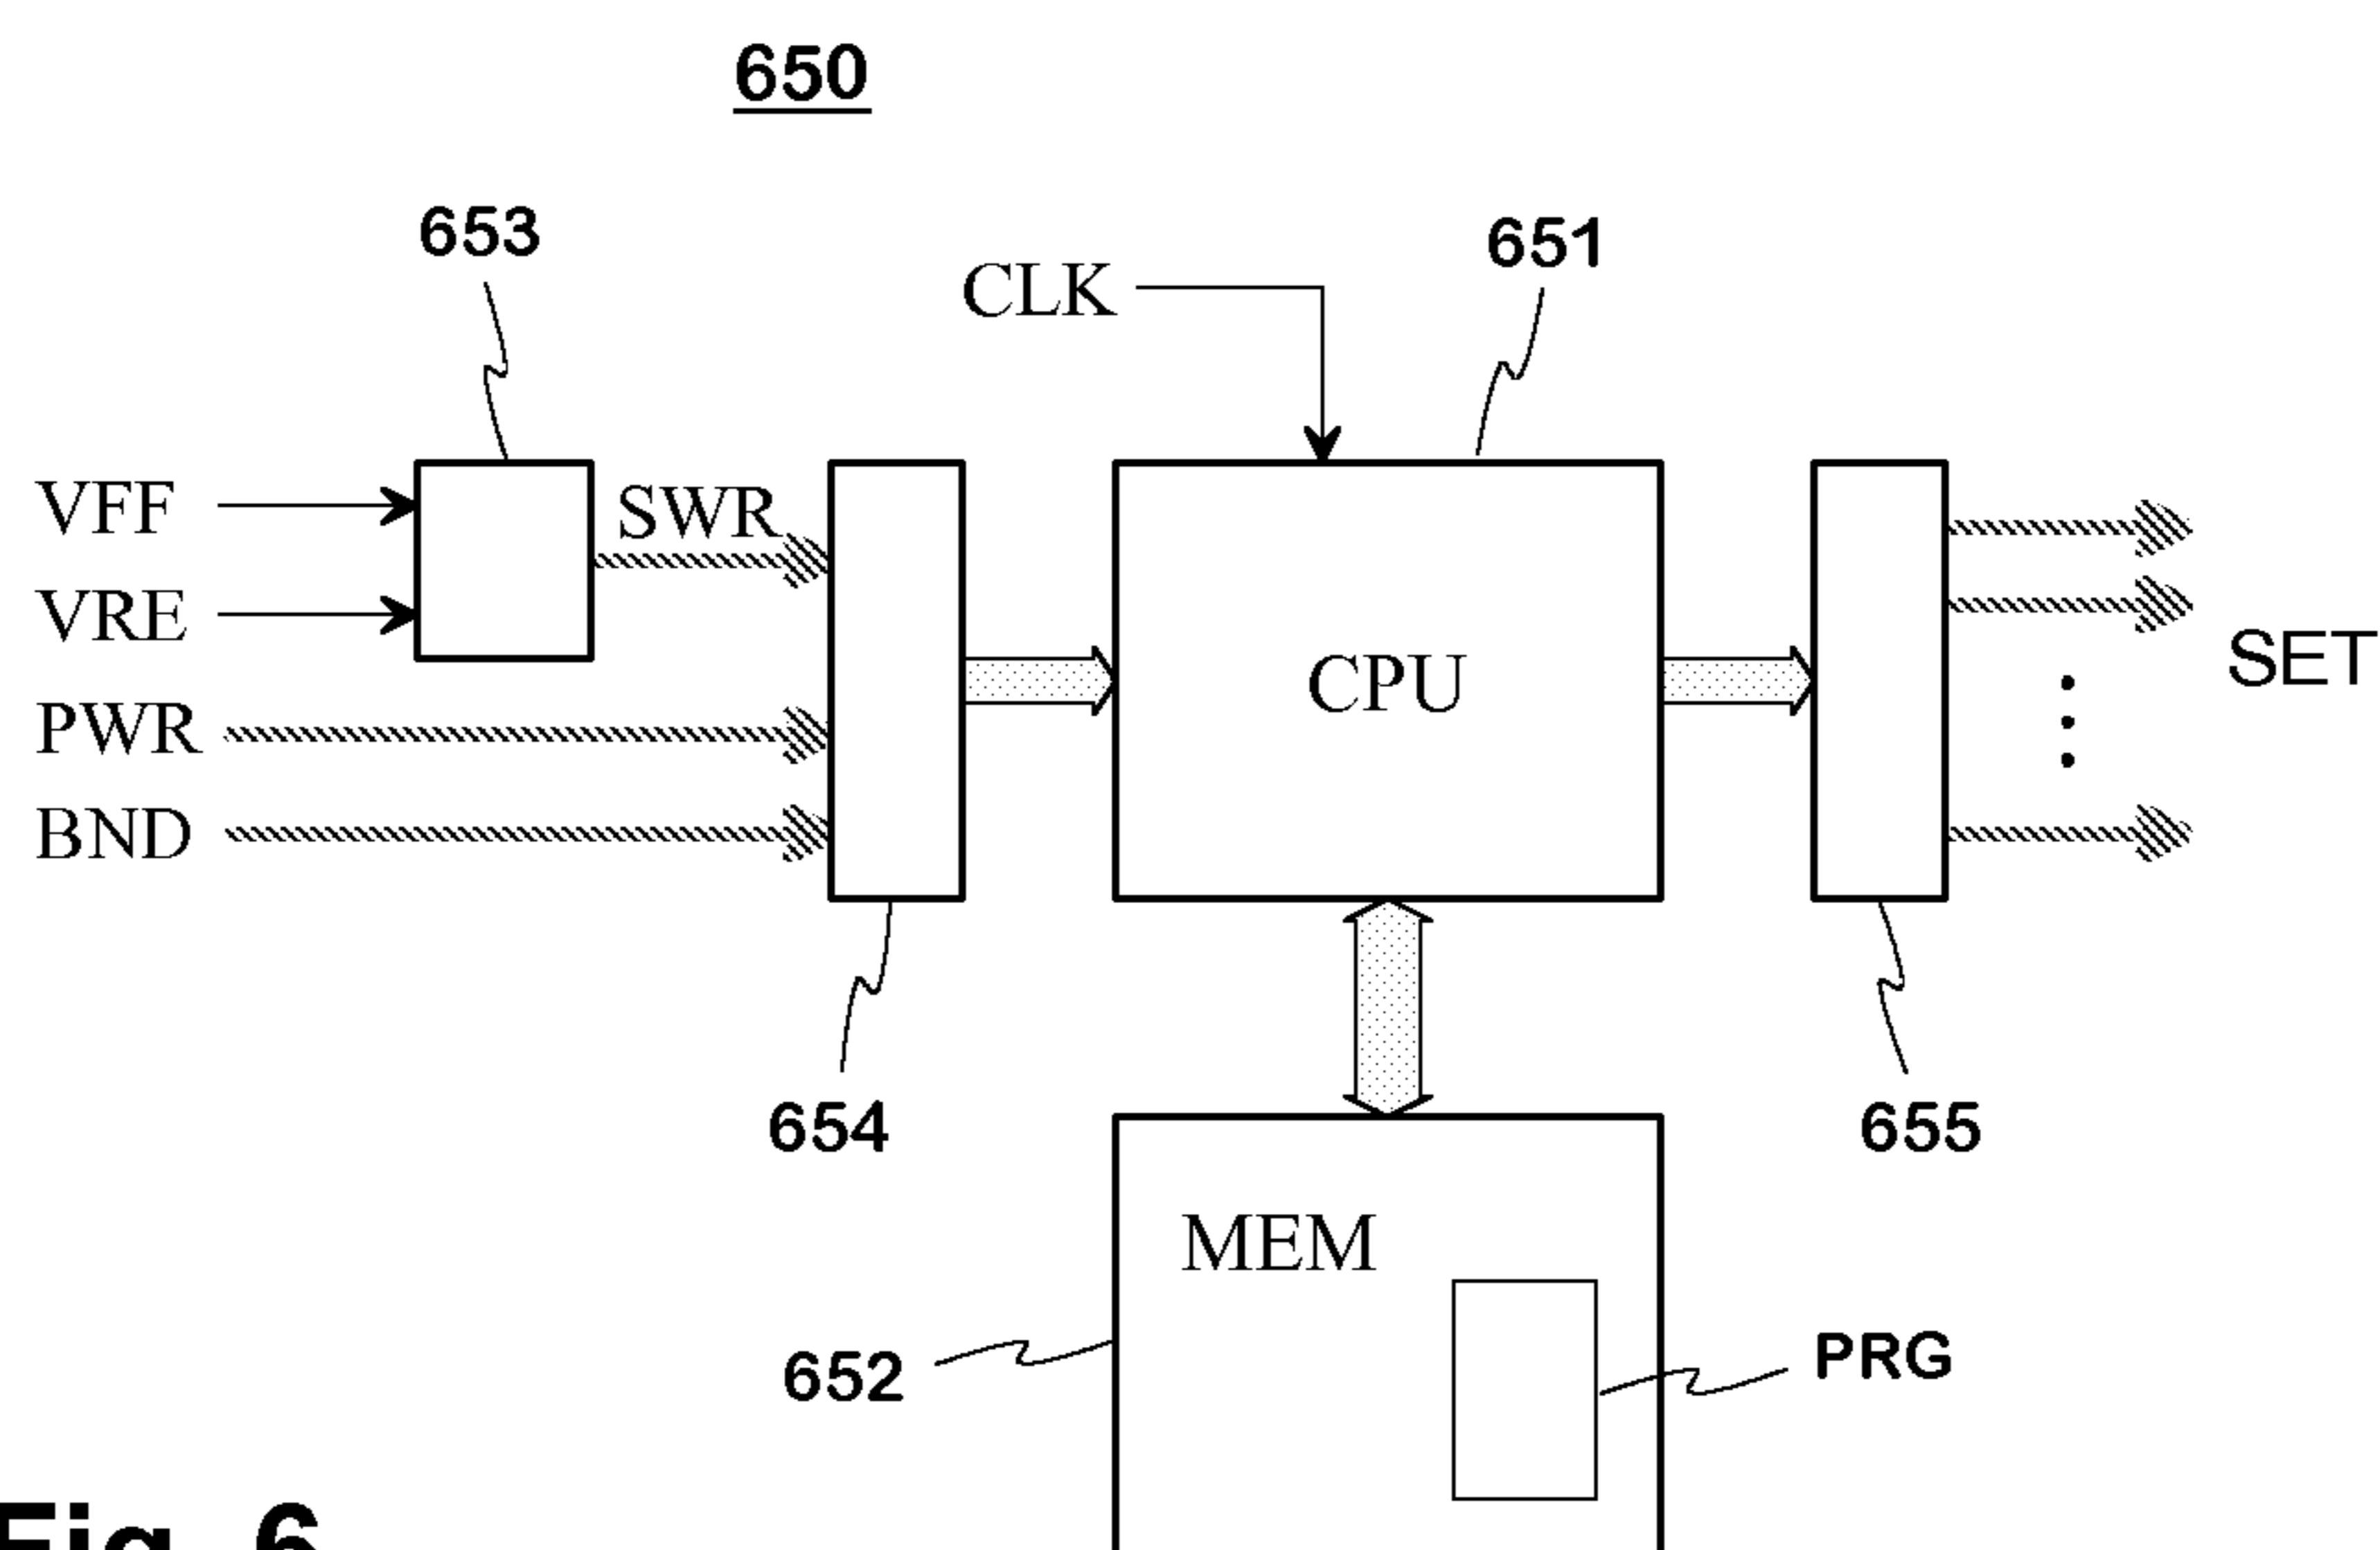 650
653
CLK
651
VFF
SWR
VRE
CPU
SET
PWR
BND
654
655
MEM
652
PRG
Fig. 6